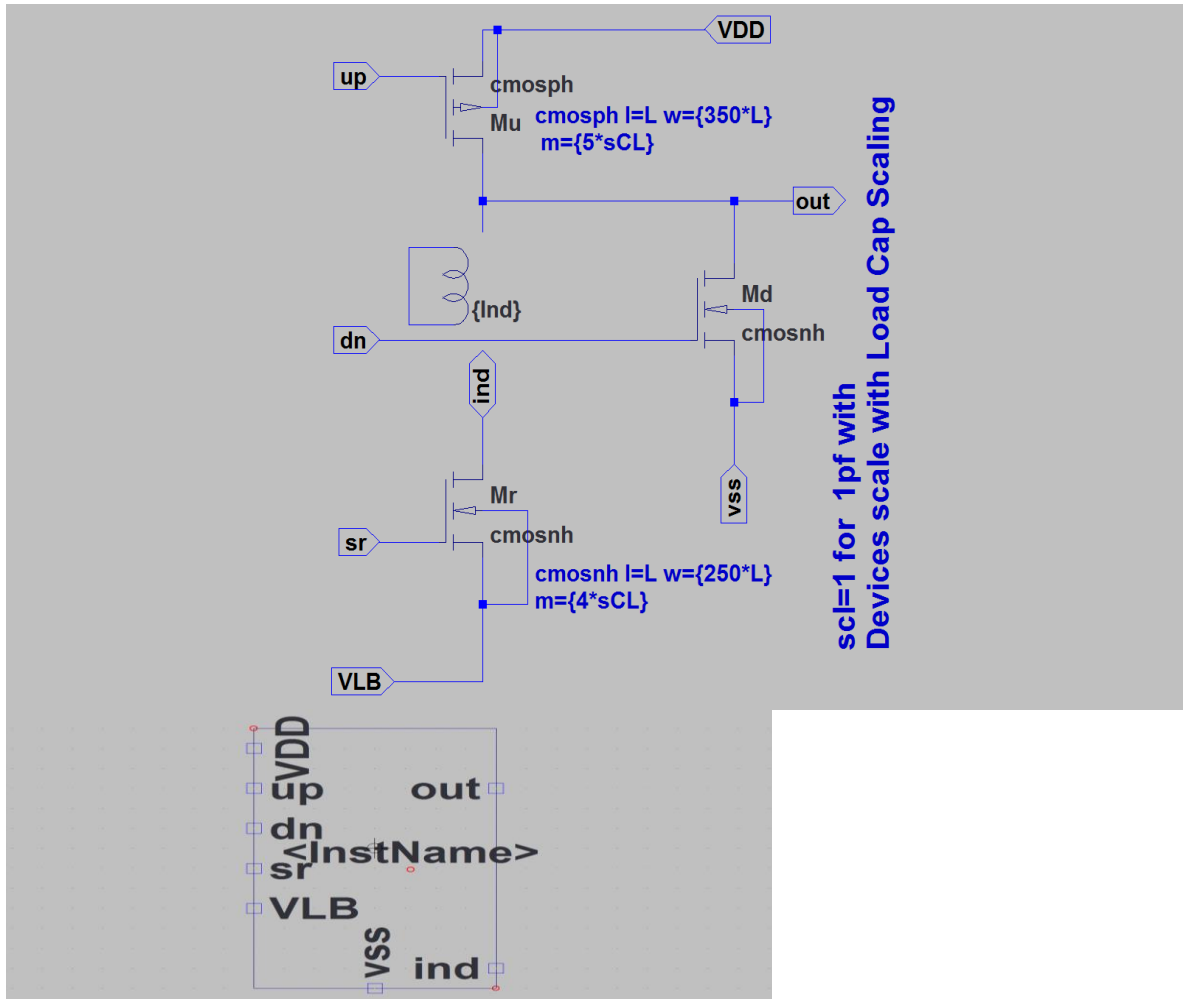 VDD
up
cmosph
Mu
cmosph l=L w={350*L}
m={5*sCL}
out
{Ind}
Md
cmosnh
dn
ind
vss
Mr
cmosnh
sr
cmosnh l=L w={250*L}
m={4*sCL}
VLB
scl=1 for 1pf with
Devices scale with Load Cap Scaling
VDD
up
out
dn
<InstName>
sr
VLB
vss
ind